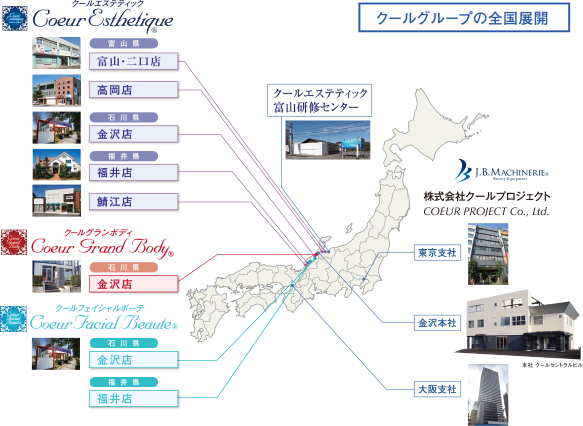 クールエステティック
Coeur Esthetique®
クールグループの全国展開
富山県
富山・二口店
高岡店
石川県
金沢店
福井県
福井店
鯖江店
クールエステティック
富山研修センター
J.B.MACHINERIE®
Beauty Equipment
株式会社クールプロジェクト
COEUR PROJECT Co., Ltd.
クールグランボディ
Coeur Grand Body®
石川県
金沢店
クールフェイシャルボーテ
Coeur Facial Beaute®
石川県
金沢店
福井県
福井店
東京支社
金沢本社
本社 クールセントラルビル
大阪支社